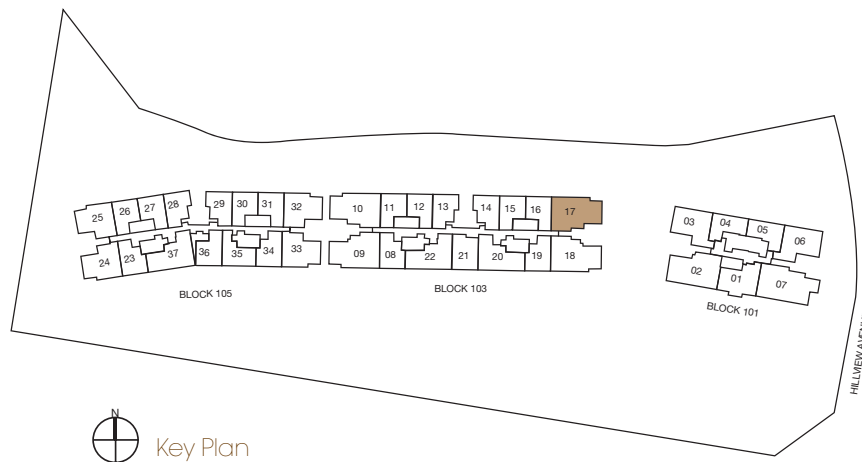 25 26 27 28 29 30 31 32 10 11 12 13 14 15 16 17
24 23 37 36 35 34 33 09 08 22 21 20 19 18
03 04 05 06
02 01 07
BLOCK 105
BLOCK 103
BLOCK 101
N
Key Plan